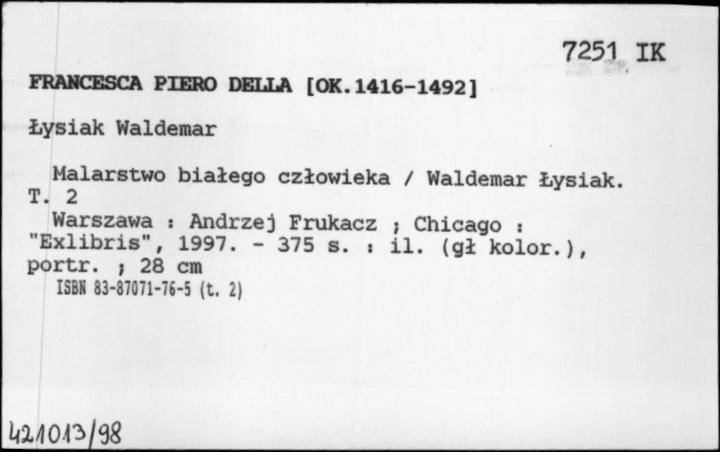 7251 IK
FRANCESCA PIERO DELLA [OK.1416-1492]
Łysiak Waldemar
Malarstwo białego człowieka / Waldemar Łysiak.
T. 2
Warszawa : Andrzej Frukacz ; Chicago :
"Exlibris", 1997. - 375 s. : il. (gł kolor.),
portr. ; 28 cm
ISBN 83-87071-76-5 (t. 2)
421013/98